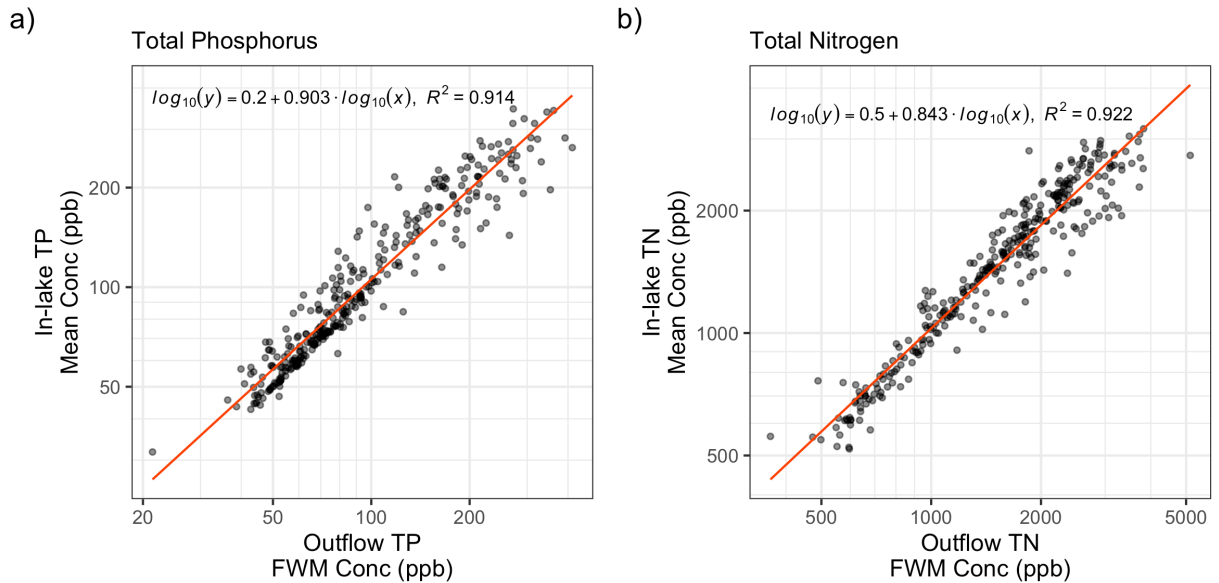 a)
Total Phosphorus
log₁₀(y) = 0.2 + 0.903 · log₁₀(x), R² = 0.914
200
100
50
In-lake TP
Mean Conc (ppb)
20 50 100 200
Outflow TP
FWM Conc (ppb)
b)
Total Nitrogen
log₁₀(y) = 0.5 + 0.843 · log₁₀(x), R² = 0.922
2000
1000
500
In-lake TN
Mean Conc (ppb)
500 1000 2000 5000
Outflow TN
FWM Conc (ppb)